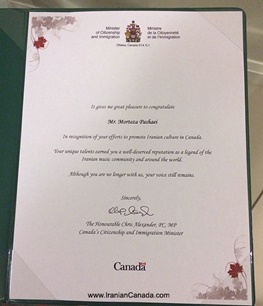 Minister
of Citizenship
and Immigration
Ministre
de la Citoyenneté
et de l'Immigration
Ottawa, Canada K1A 1L1
It gives me great pleasure to congratulate
Mr. Morteza Pashaei
In recognition of your efforts to promote Iranian culture in Canada.
Your unique talents earned you a well-deserved reputation as a legend of the
Iranian music community and around the world.
Although you are no longer with us, your voice still remains.
Sincerely,
The Honourable Chris Alexander, PC, MP
Canada's Citizenship and Immigration Minister
Canada
www.IranianCanada.com